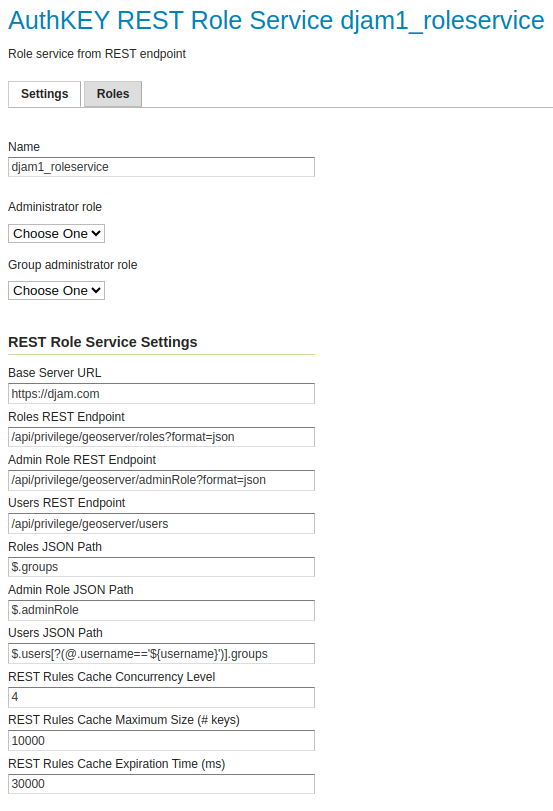 AuthKEY REST Role Service djam1_roleservice
Role service from REST endpoint
Settings Roles
Name
djam1_roleservice
Administrator role
Choose One
Group administrator role
Choose One
REST Role Service Settings
Base Server URL
https://djam.com
Roles REST Endpoint
/api/privilege/geoserver/roles?format=json
Admin Role REST Endpoint
/api/privilege/geoserver/adminRole?format=json
Users REST Endpoint
/api/privilege/geoserver/users
Roles JSON Path
$.groups
Admin Role JSON Path
$.adminRole
Users JSON Path
$.users[?(@.username=='${username}')].groups
REST Rules Cache Concurrency Level
4
REST Rules Cache Maximum Size (# keys)
10000
REST Rules Cache Expiration Time (ms)
30000